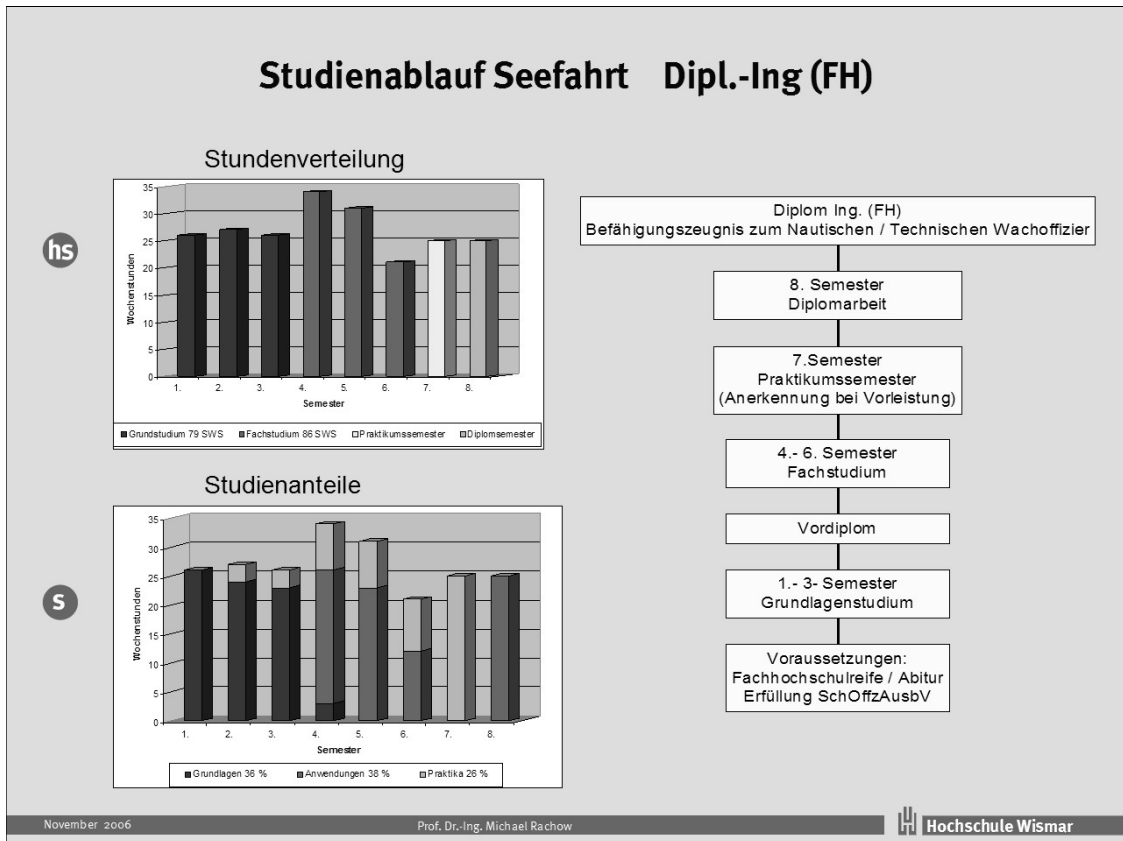 Studienablauf Seefahrt Dipl.-Ing (FH)
Stundenverteilung
35
30
25
20
15
10
5
0
Wochenstunden
1. 2. 3. 4. 5. 6. 7. 8.
Semester
Grundstudium 79 SWS Fachstudium 86 SWS Praktikumssemester Diplomsemester
Studienanteile
35
30
25
20
15
10
5
0
Wochenstunden
1. 2. 3. 4. 5. 6. 7. 8.
Semester
Grundlagen 36 % Anwendungen 38 % Praktika 26 %
hs
s
Diplom Ing. (FH)
Befähigungszeugnis zum Nautischen / Technischen Wachoffizier
8. Semester
Diplomarbeit
7.Semester
Praktikumssemester
(Anerkennung bei Vorleistung)
4.- 6. Semester
Fachstudium
Vordiplom
1.- 3- Semester
Grundlagenstudium
Voraussetzungen:
Fachhochschulreife / Abitur
Erfüllung SchOffzAusbV
November 2006
Prof. Dr.-Ing. Michael Rachow
Hochschule Wismar